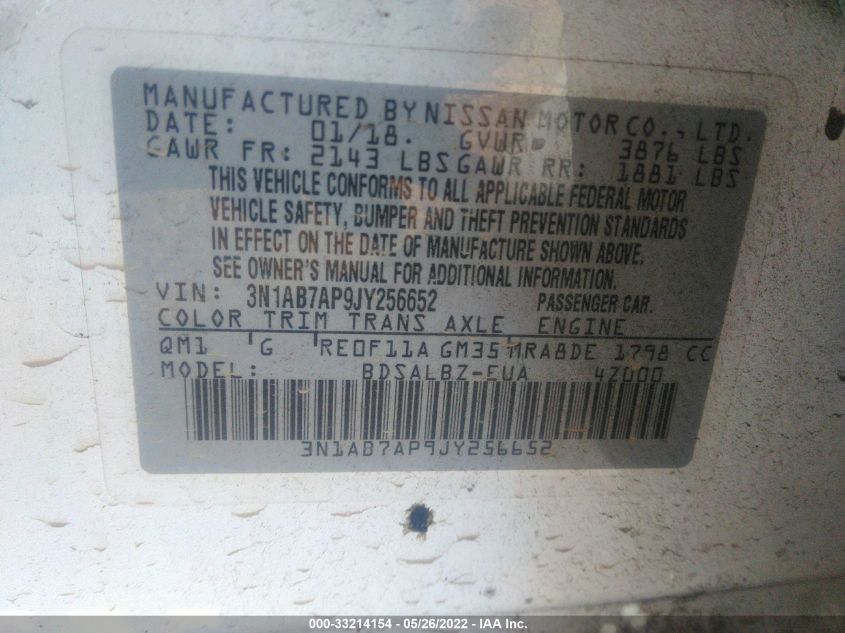 MANUFACTURED BY NISSAN MOTOR CO., LTD.
DATE: 01/18. GVWR- 3876 LBS
GAWR FR: 2143 LBS GAWR RR: 1881 LBS
THIS VEHICLE CONFORMS TO ALL APPLICABLE FEDERAL MOTOR
VEHICLE SAFETY, BUMPER AND THEFT PREVENTION STANDARDS
IN EFFECT ON THE DATE OF MANUFACTURE SHOWN ABOVE.
SEE OWNER'S MANUAL FOR ADDITIONAL INFORMATION.
VIN: 3N1AB7AP9JY256652 PASSENGER CAR.
COLOR TRIM TRANS AXLE ENGINE
QM1 G RE0F11A GM35 MRA8DE 1798 CC
MODEL: BDSALBZ-EUA 4Z000
3N1AB7AP9JY256652
000-33214154 - 05/26/2022 - IAA Inc.